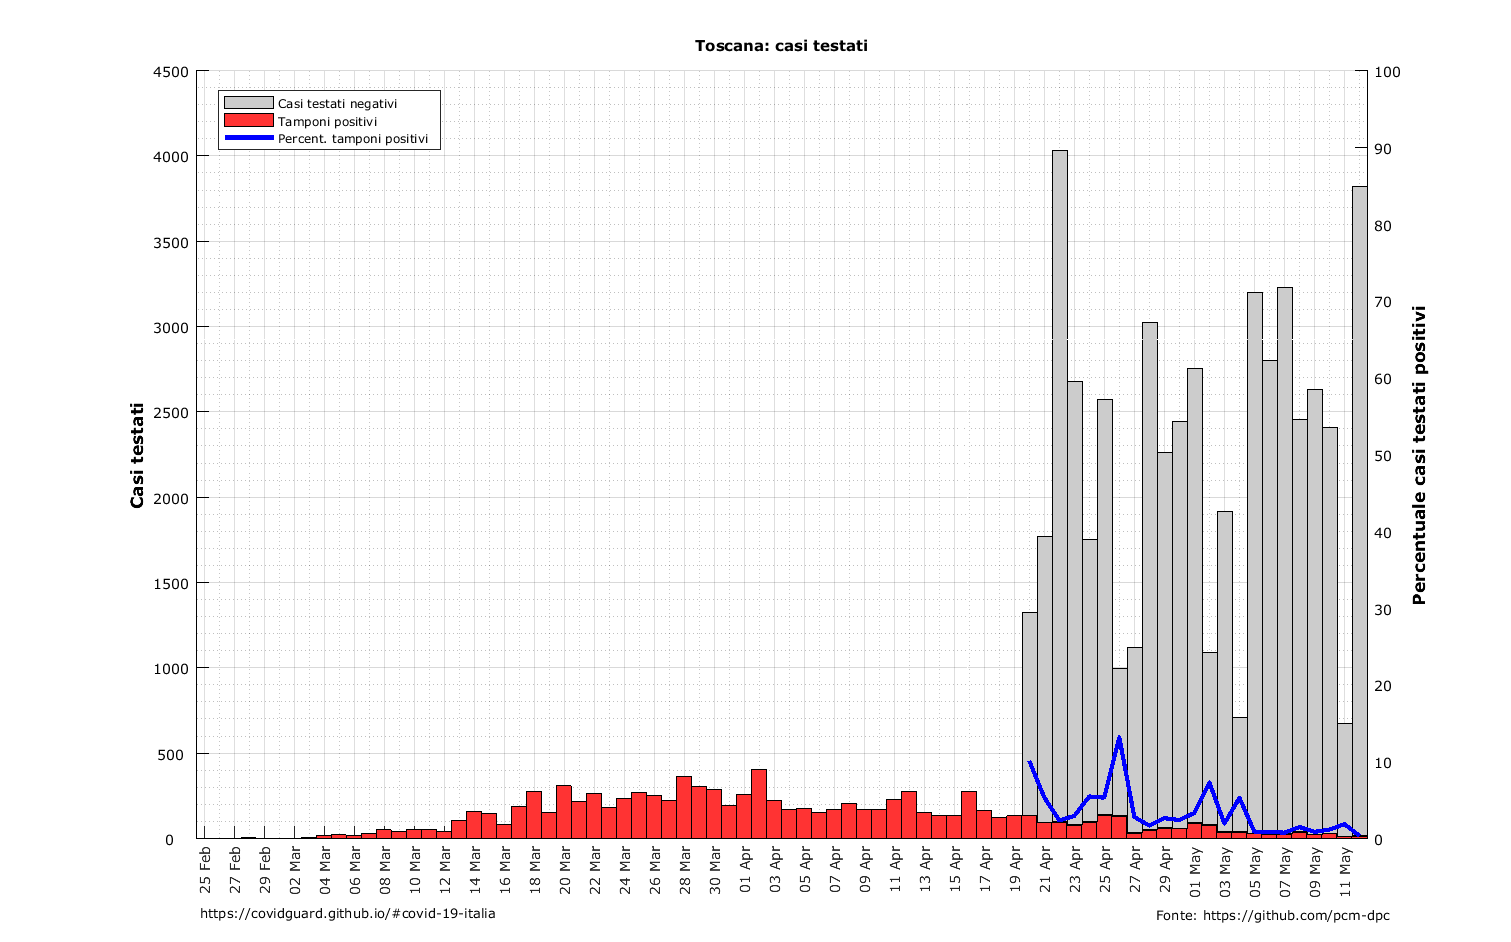 Toscana: casi testati
Casi testati negativi
Tamponi positivi
Percent. tamponi positivi
Casi testati
4500
4000
3500
3000
2500
2000
1500
1000
500
0
Percentuale casi testati positivi
100
90
80
70
60
50
40
30
20
10
0
25 Feb
27 Feb
29 Feb
02 Mar
04 Mar
06 Mar
08 Mar
10 Mar
12 Mar
14 Mar
16 Mar
18 Mar
20 Mar
22 Mar
24 Mar
26 Mar
28 Mar
30 Mar
01 Apr
03 Apr
05 Apr
07 Apr
09 Apr
11 Apr
13 Apr
15 Apr
17 Apr
19 Apr
21 Apr
23 Apr
25 Apr
27 Apr
29 Apr
01 May
03 May
05 May
07 May
09 May
11 May
https://covidguard.github.io/#covid-19-italia
Fonte: https://github.com/pcm-dpc